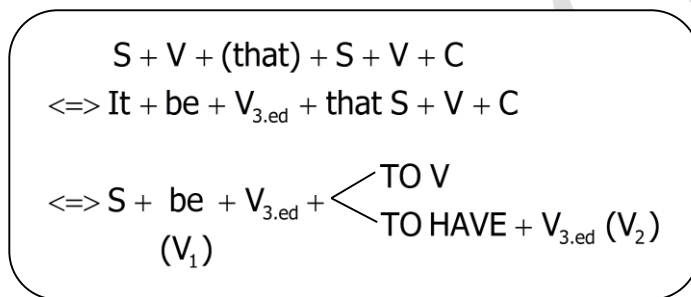 S + V + (that) + S + V + C
<=> It + be + V3.ed + that S + V + C
TO V
<=> S + be + V3.ed +
TO HAVE + V3.ed (V2)
(V1)